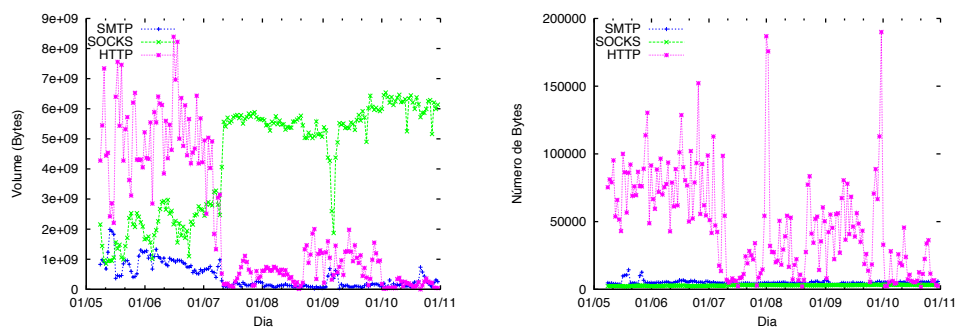 9e+09
8e+09
7e+09
6e+09
5e+09
4e+09
3e+09
2e+09
1e+09
0
01/05 01/06 01/07 01/08 01/09 01/10 01/11
Volume (Bytes)
Dia
SMTP
SOCKS
HTTP
200000
150000
100000
50000
0
01/05 01/06 01/07 01/08 01/09 01/10 01/11
Número de Bytes
Dia
SMTP
SOCKS
HTTP